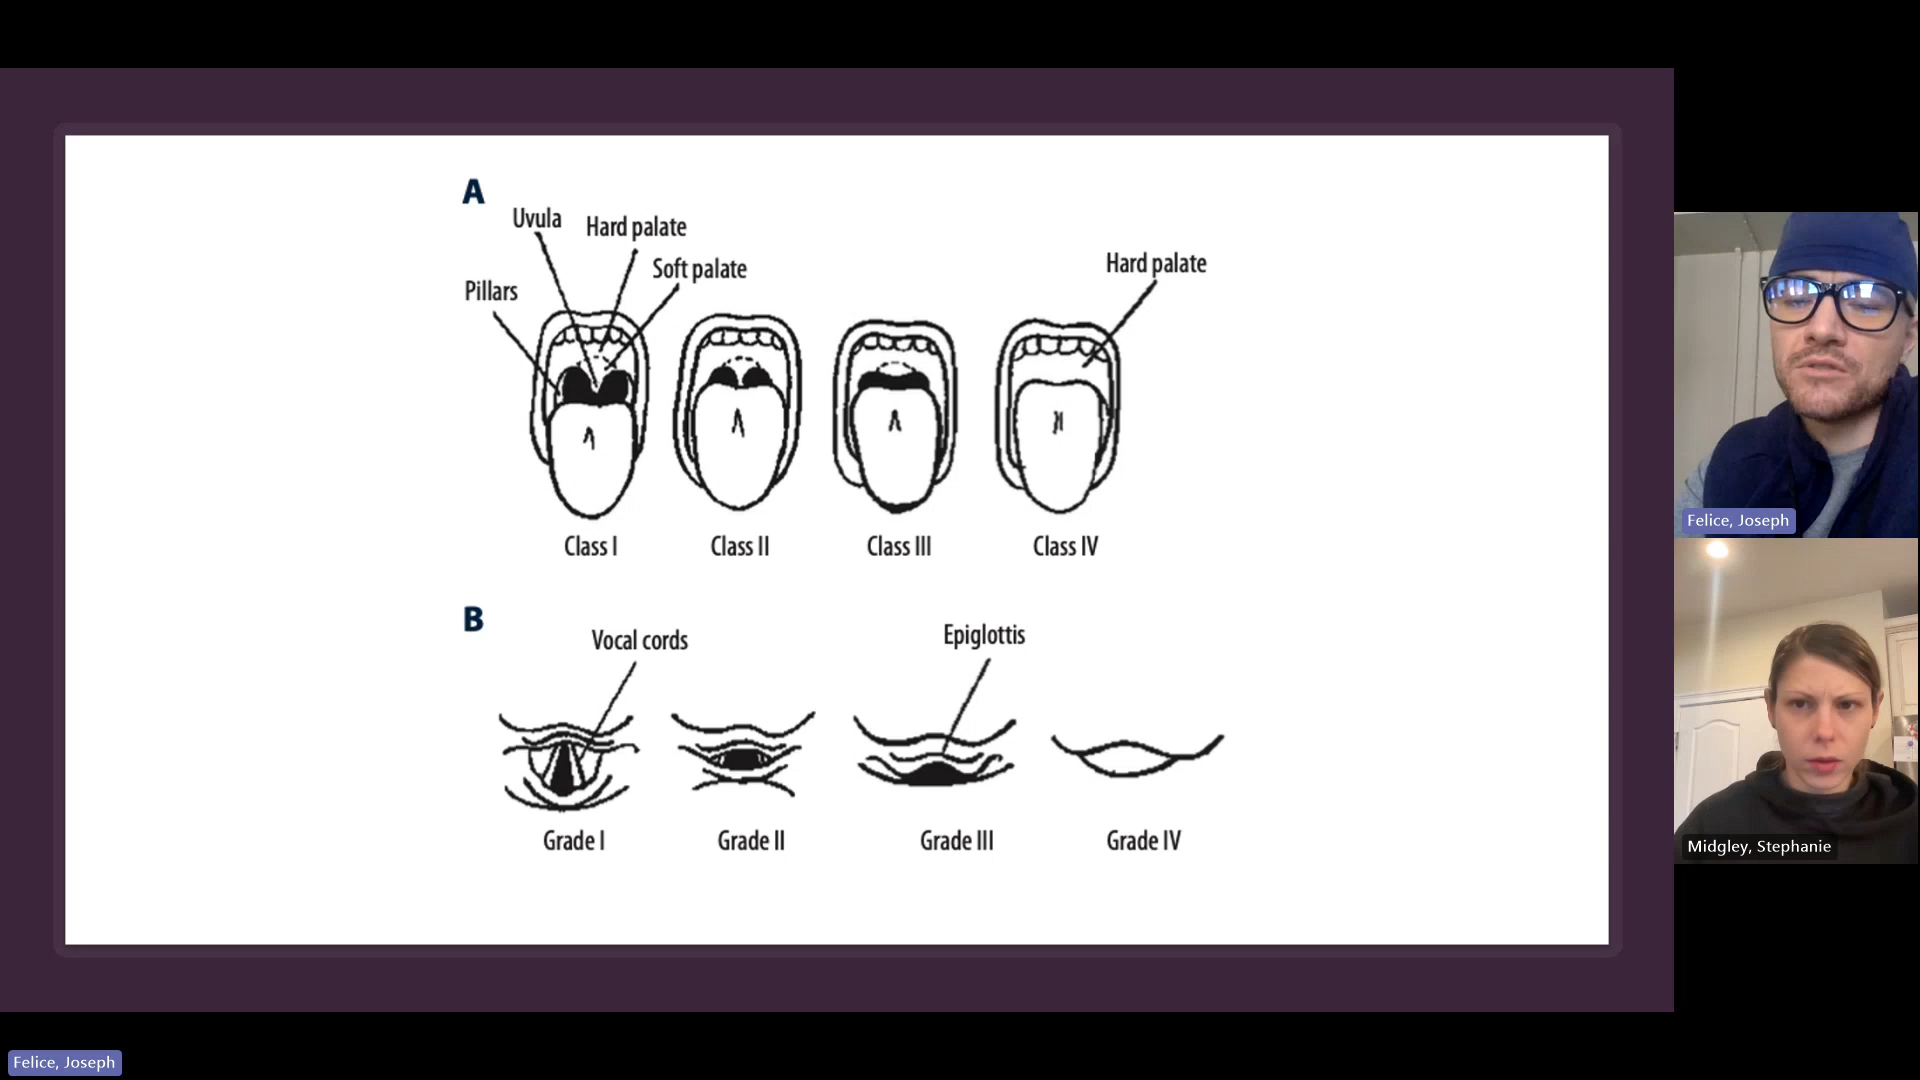 A
Uvula
Hard palate
Soft palate
Pillars
Hard palate
Class I
Class II
Class III
Class IV
B
Vocal cords
Epiglottis
Grade I
Grade II
Grade III
Grade IV
Felice, Joseph
Midgley, Stephanie
Felice, Joseph